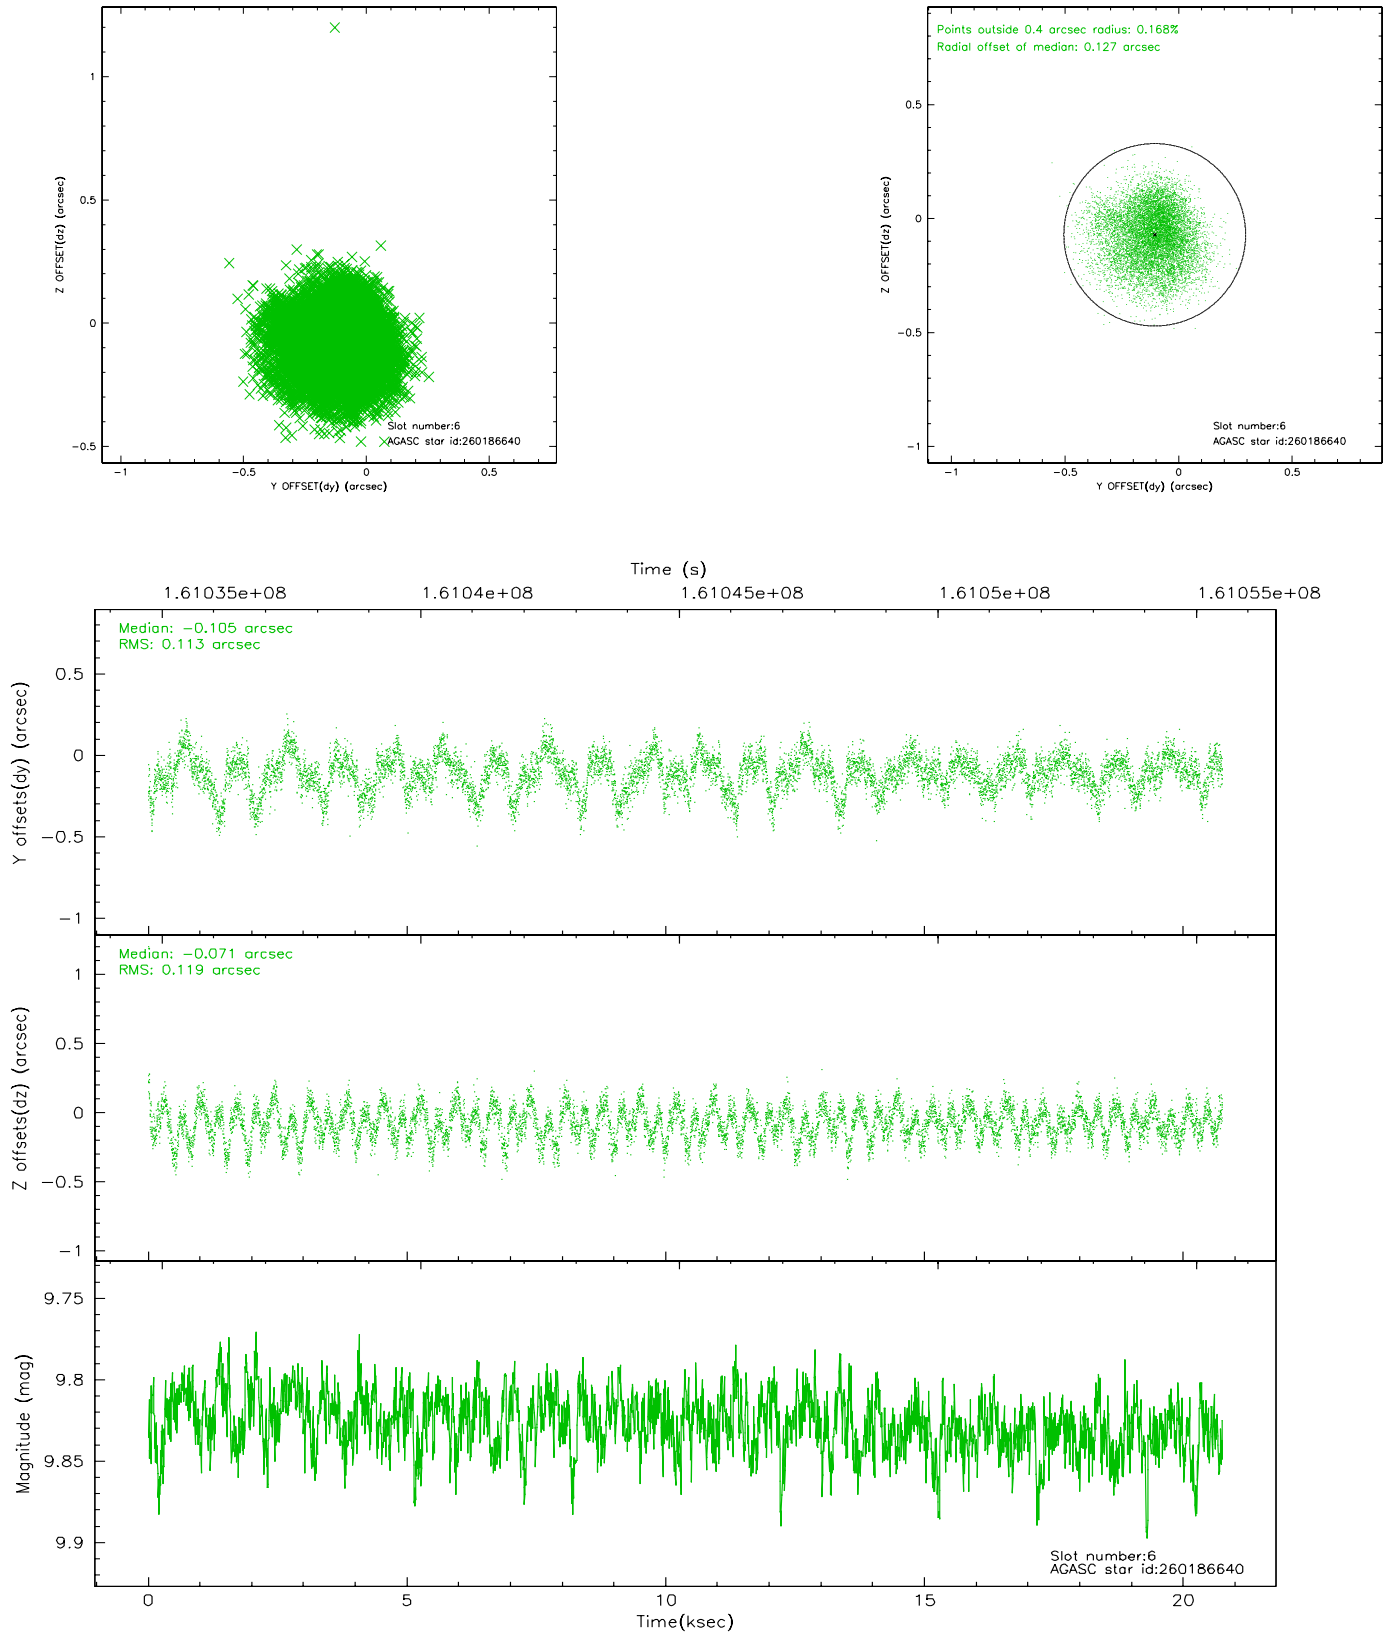 1
0.5
0
−0.5
Z OFFSET(dz) (arcsec)
Slot number:6
AGASC star id:260186640
−1
−0.5
0
0.5
Y OFFSET(dy) (arcsec)
Points outside 0.4 arcsec radius: 0.168%
Radial offset of median: 0.127 arcsec
0.5
0
−0.5
−1
Z OFFSET(dz) (arcsec)
Slot number:6
AGASC star id:260186640
−1
−0.5
0
0.5
Y OFFSET(dy) (arcsec)
Time (s)
1.61035e+08
1.6104e+08
1.61045e+08
1.6105e+08
1.61055e+08
Median: −0.105 arcsec
RMS: 0.113 arcsec
0.5
0
−0.5
−1
Y offsets(dy) (arcsec)
Median: −0.071 arcsec
RMS: 0.119 arcsec
1
0.5
0
−0.5
−1
Z offsets(dz) (arcsec)
9.75
9.8
9.85
9.9
Magnitude (mag)
Slot number:6
AGASC star id:260186640
0
5
10
15
20
Time(ksec)